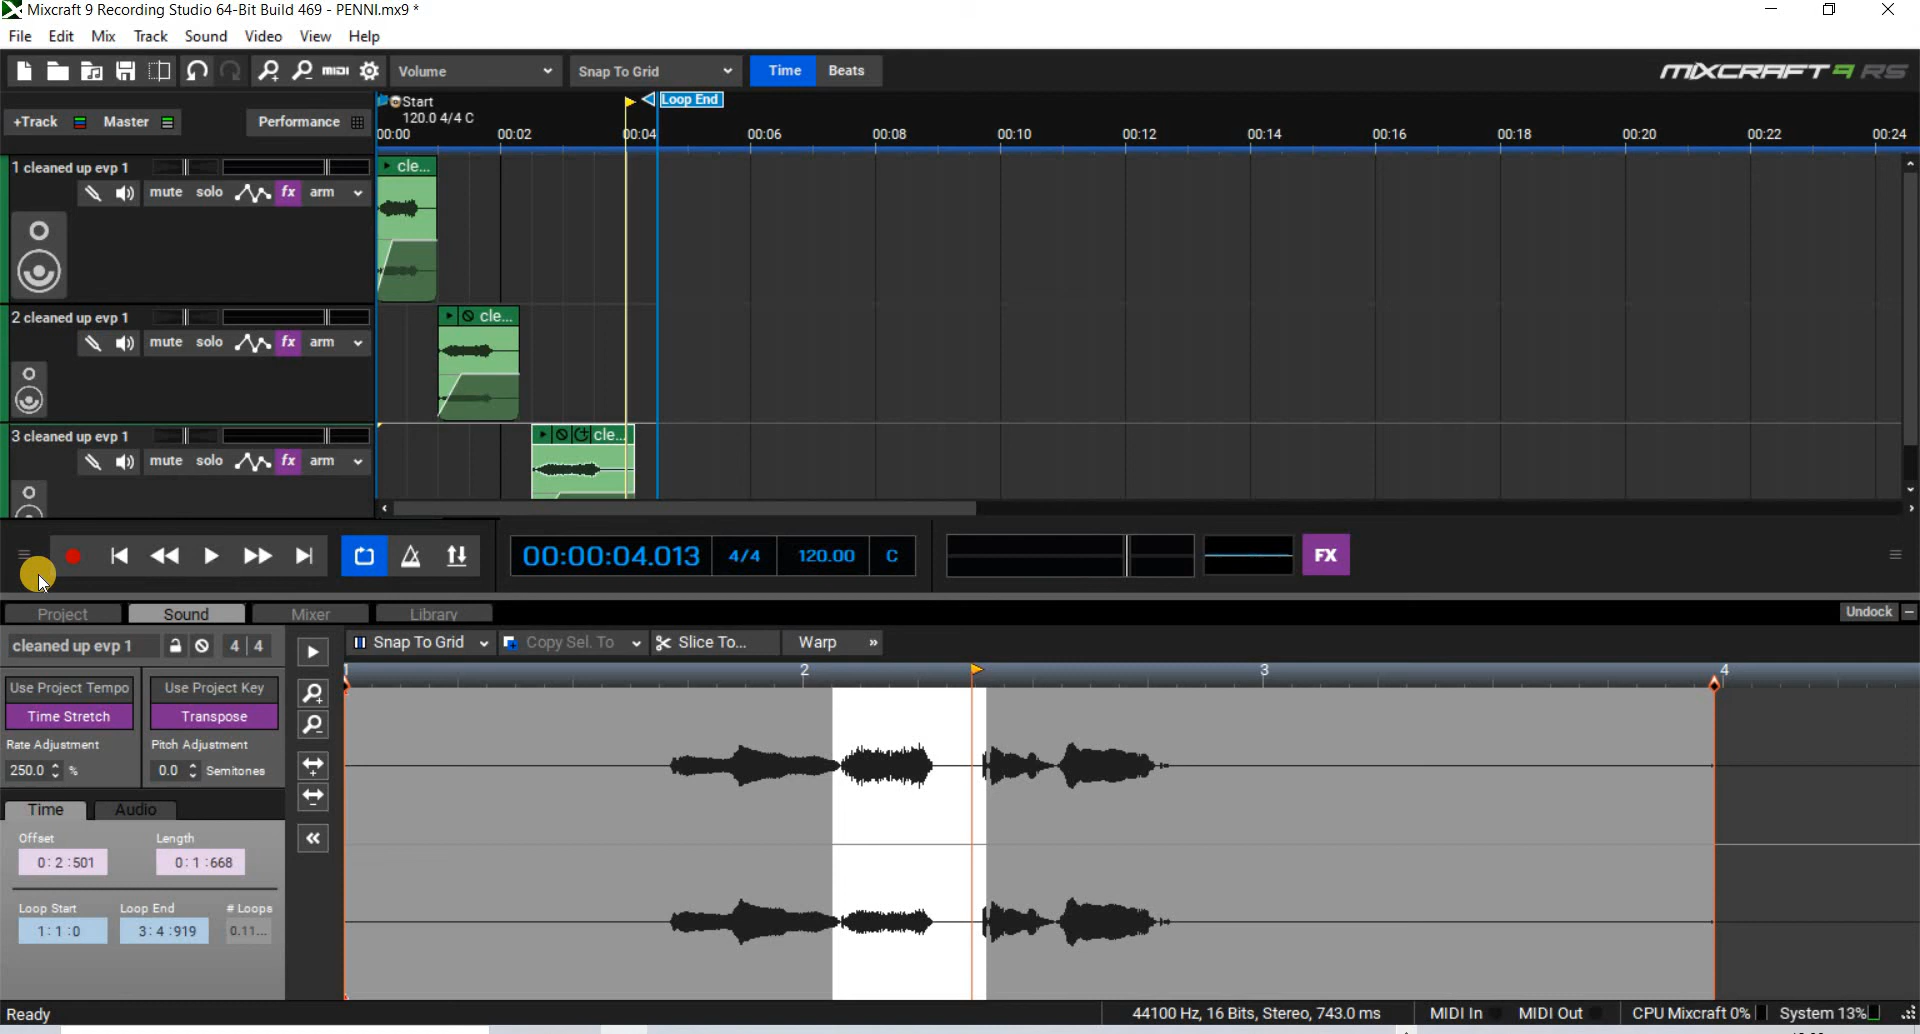 Mixcraft 9 Recording Studio 64-Bit Build 469 - PENNI.mx9 *
File Edit Mix Track Sound Video View Help
MIDI Volume Snap To Grid Time Beats MIXCRAFT 9 RS
Start Loop End
120.0 4/4 C
+Track Master Performance
00:00 00:02 00:04 00:06 00:08 00:10 00:12 00:14 00:16 00:18 00:20 00:22 00:24
1 cleaned up evp 1 cle...
mute solo fx arm
2 cleaned up evp 1 cle...
mute solo fx arm
3 cleaned up evp 1 cle...
mute solo fx arm
00:00:04.013 4/4 120.00 C FX
Project Sound Mixer Library Undock
cleaned up evp 1 4 4 Snap To Grid Copy Sel. To Slice To... Warp »
1 2 3 4
Use Project Tempo Use Project Key
Time Stretch Transpose
Rate Adjustment Pitch Adjustment
250.0 % 0.0 Semitones
Time Audio
Offset Length
0:2:501 0:1:668
Loop Start Loop End # Loops
1:1:0 3:4:919 0.11...
Ready 44100 Hz, 16 Bits, Stereo, 743.0 ms MIDI In MIDI Out CPU Mixcraft 0% System 13%